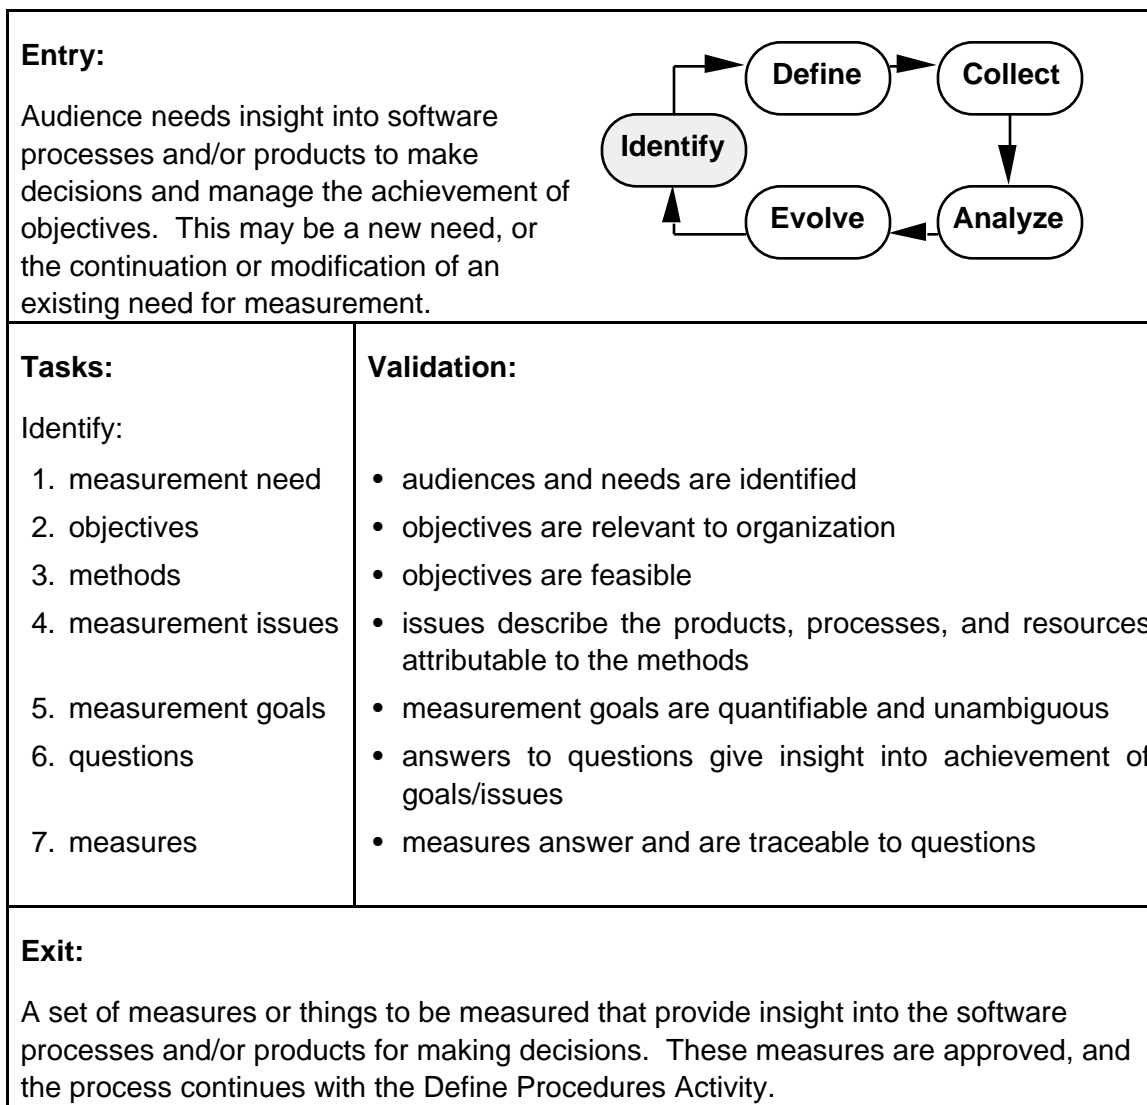 Entry:
Audience needs insight into software
processes and/or products to make
decisions and manage the achievement of
objectives. This may be a new need, or
the continuation or modification of an
existing need for measurement.
Define
Collect
Identify
Evolve
Analyze
Tasks:
Validation:
Identify:
1. measurement need
• audiences and needs are identified
2. objectives
• objectives are relevant to organization
3. methods
• objectives are feasible
4. measurement issues
• issues describe the products, processes, and resources
attributable to the methods
5. measurement goals
• measurement goals are quantifiable and unambiguous
6. questions
• answers to questions give insight into achievement of
goals/issues
7. measures
• measures answer and are traceable to questions
Exit:
A set of measures or things to be measured that provide insight into the software
processes and/or products for making decisions. These measures are approved, and
the process continues with the Define Procedures Activity.